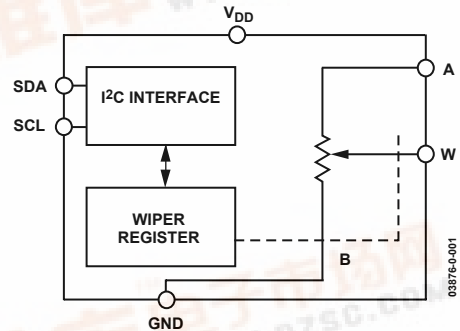 VDD
A
SDA
I2C INTERFACE
SCL
W
WIPER
REGISTER
B
GND
03876-0-001